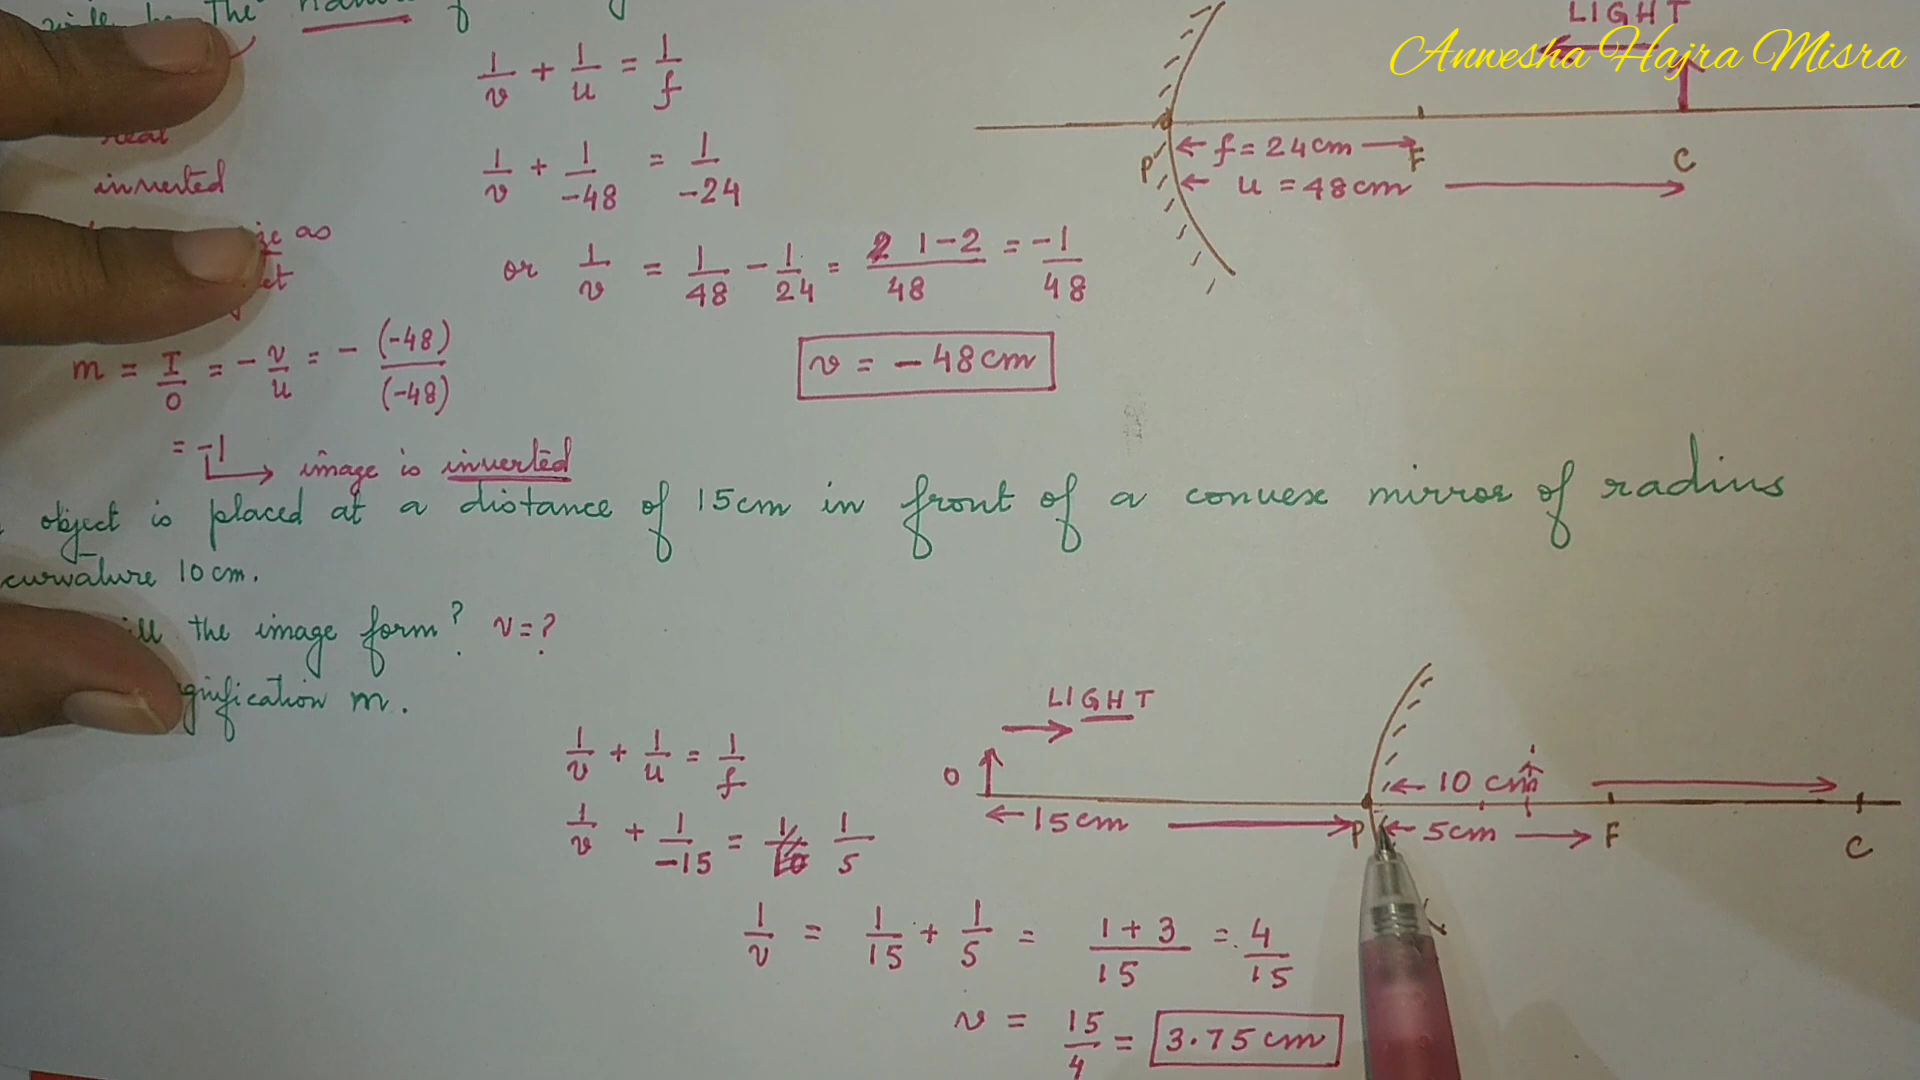 the
LIGHT
Anwesha Hajra Misra
1/v + 1/u = 1/f
real
inverted
1/v + 1/-48 = 1/-24
P ← f = 24cm → F C
← u = 48cm →
as
or 1/v = 1/48 - 1/24 = 1-2/48 = -1/48
m = I/O = - v/u = - (-48)/(-48)
v = - 48cm
= -1
→ image is inverted
object is placed at a distance of 15cm in front of a convex mirror of radius
curvature 10cm.
the image form? v = ?
m.
LIGHT
1/v + 1/u = 1/f
O ← 10 cm →
← 15cm → P ← 5cm → F C
1/v + 1/-15 = 1/5
1/v = 1/15 + 1/5 = 1+3/15 = 4/15
v = 15/4 = 3.75cm